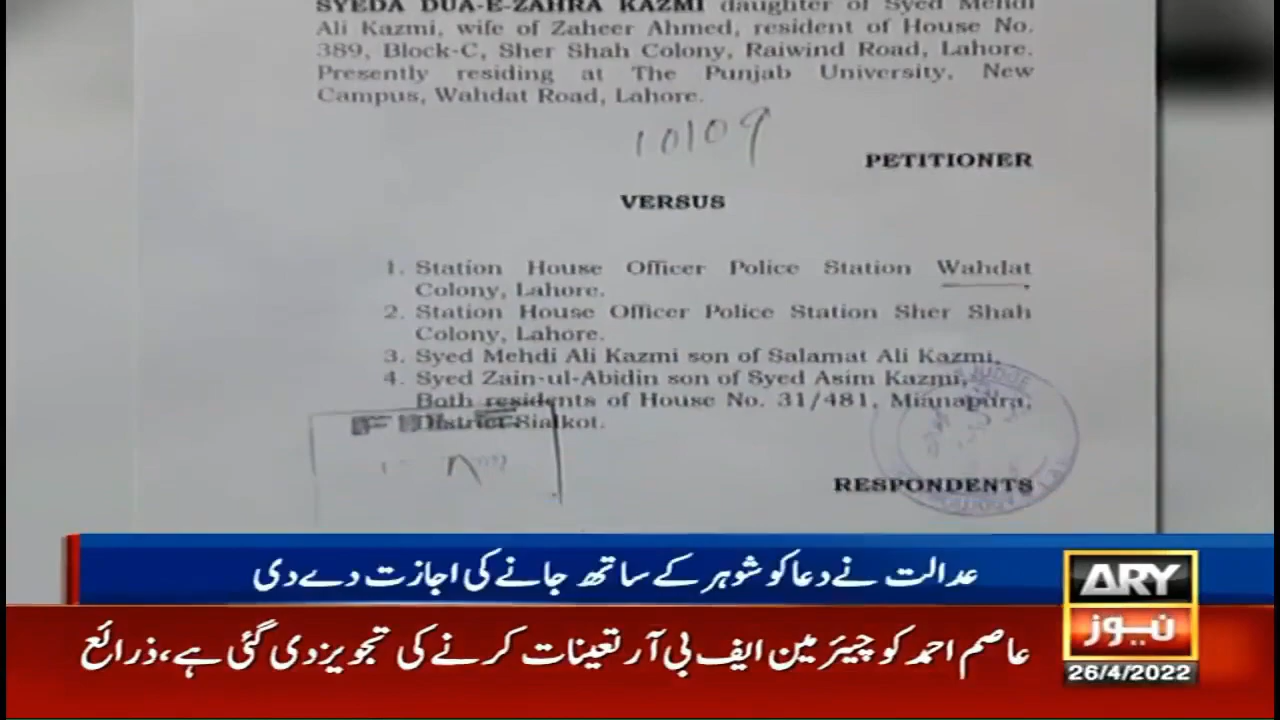 SYEDA DUA-E-ZAHRA KAZMI daughter of Syed Mehdi
Ali Kazmi, wife of Zaheer Ahmed, resident of House No.
389, Block-C, Sher Shah Colony, Raiwind Road, Lahore.
Presently residing at The Punjab University, New
Campus, Wahdat Road, Lahore.
10109
PETITIONER
VERSUS
1. Station House Officer Police Station Wahdat
Colony, Lahore.
2. Station House Officer Police Station Sher Shah
Colony, Lahore.
3. Syed Mehdi Ali Kazmi son of Salamat Ali Kazmi,
4. Syed Zain-ul-Abidin son of Syed Asim Kazmi,
Both residents of House No. 31/481, Mianapura,
District Sialkot.
RESPONDENTS
عدالت نے دعا کو شوہر کے ساتھ جانے کی اجازت دے دی
عاصم احمد کو چیئرمین ایف بی آر تعینات کرنے کی تجویز دی گئی ہے، ذرائع
ARY
نیوز
26/4/2022